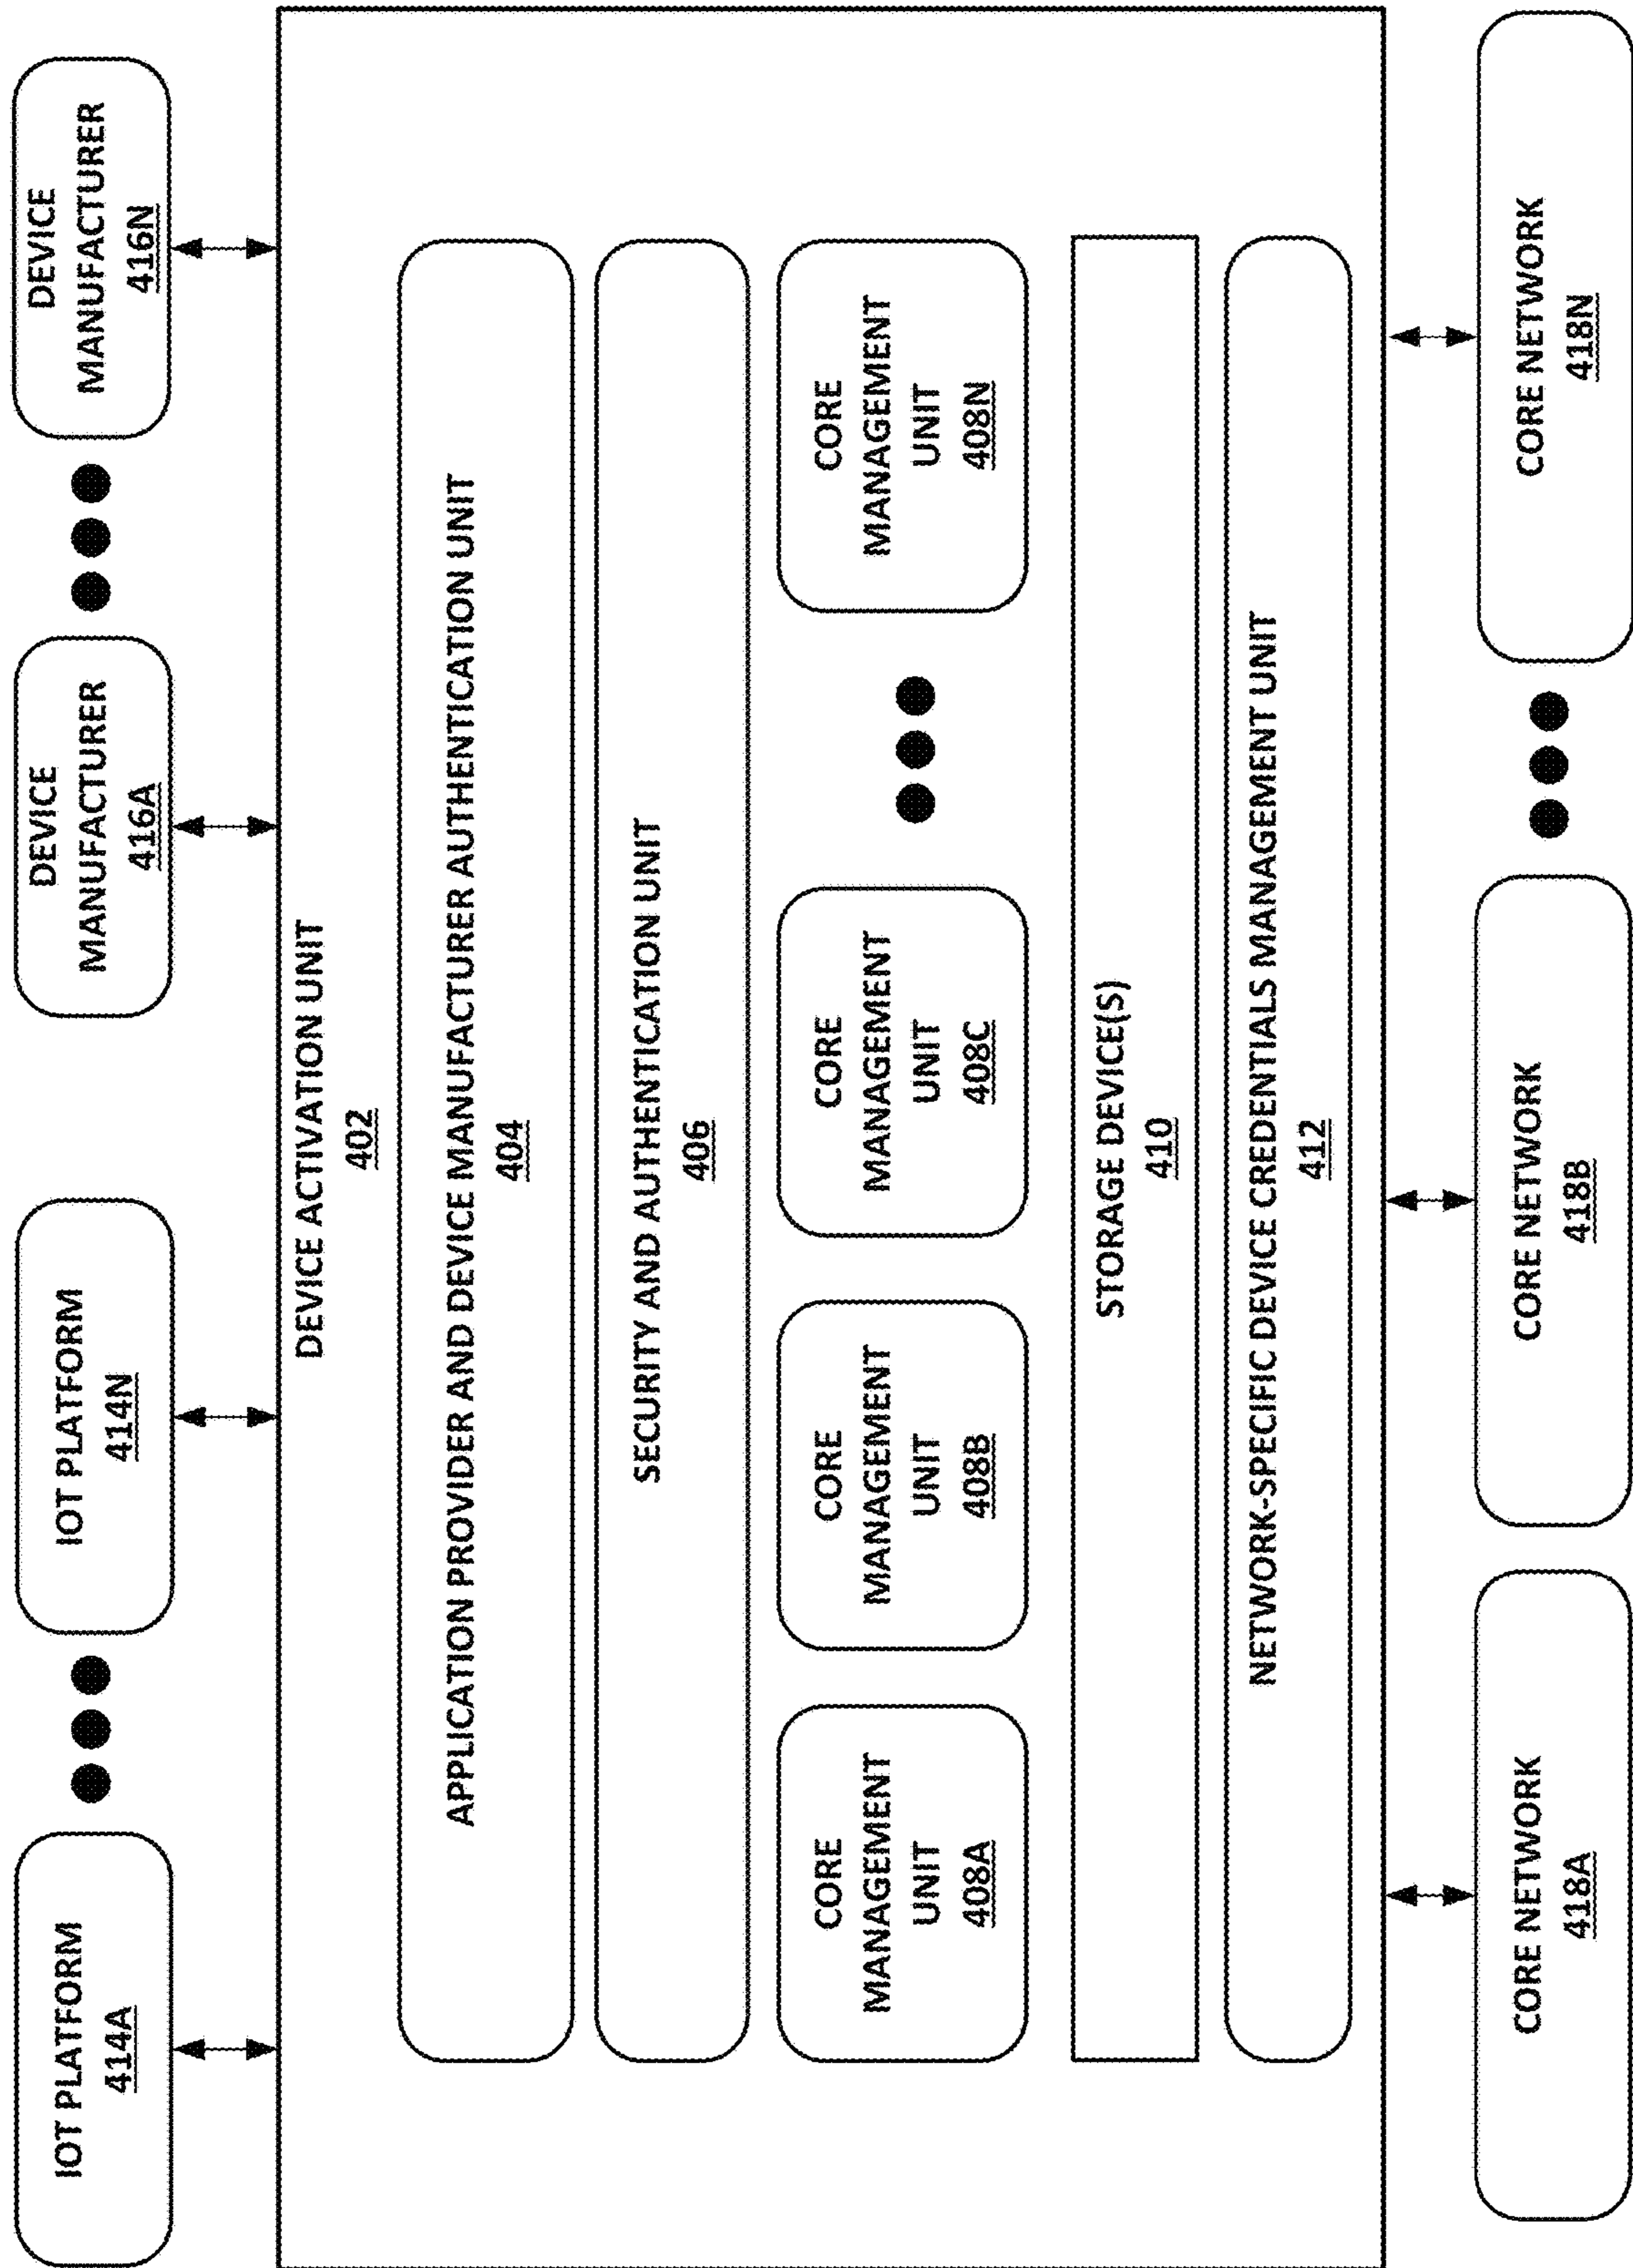 IOT PLATFORM
414A
IOT PLATFORM
414N
DEVICE
MANUFACTURER
416A
DEVICE
MANUFACTURER
416N
DEVICE ACTIVATION UNIT
402
APPLICATION PROVIDER AND DEVICE MANUFACTURER AUTHENTICATION UNIT
404
SECURITY AND AUTHENTICATION UNIT
406
CORE
MANAGEMENT
UNIT
408A
CORE
MANAGEMENT
UNIT
408B
CORE
MANAGEMENT
UNIT
408C
CORE
MANAGEMENT
UNIT
408N
STORAGE DEVICE(S)
410
NETWORK-SPECIFIC DEVICE CREDENTIALS MANAGEMENT UNIT
412
CORE NETWORK
418A
CORE NETWORK
418B
CORE NETWORK
418N